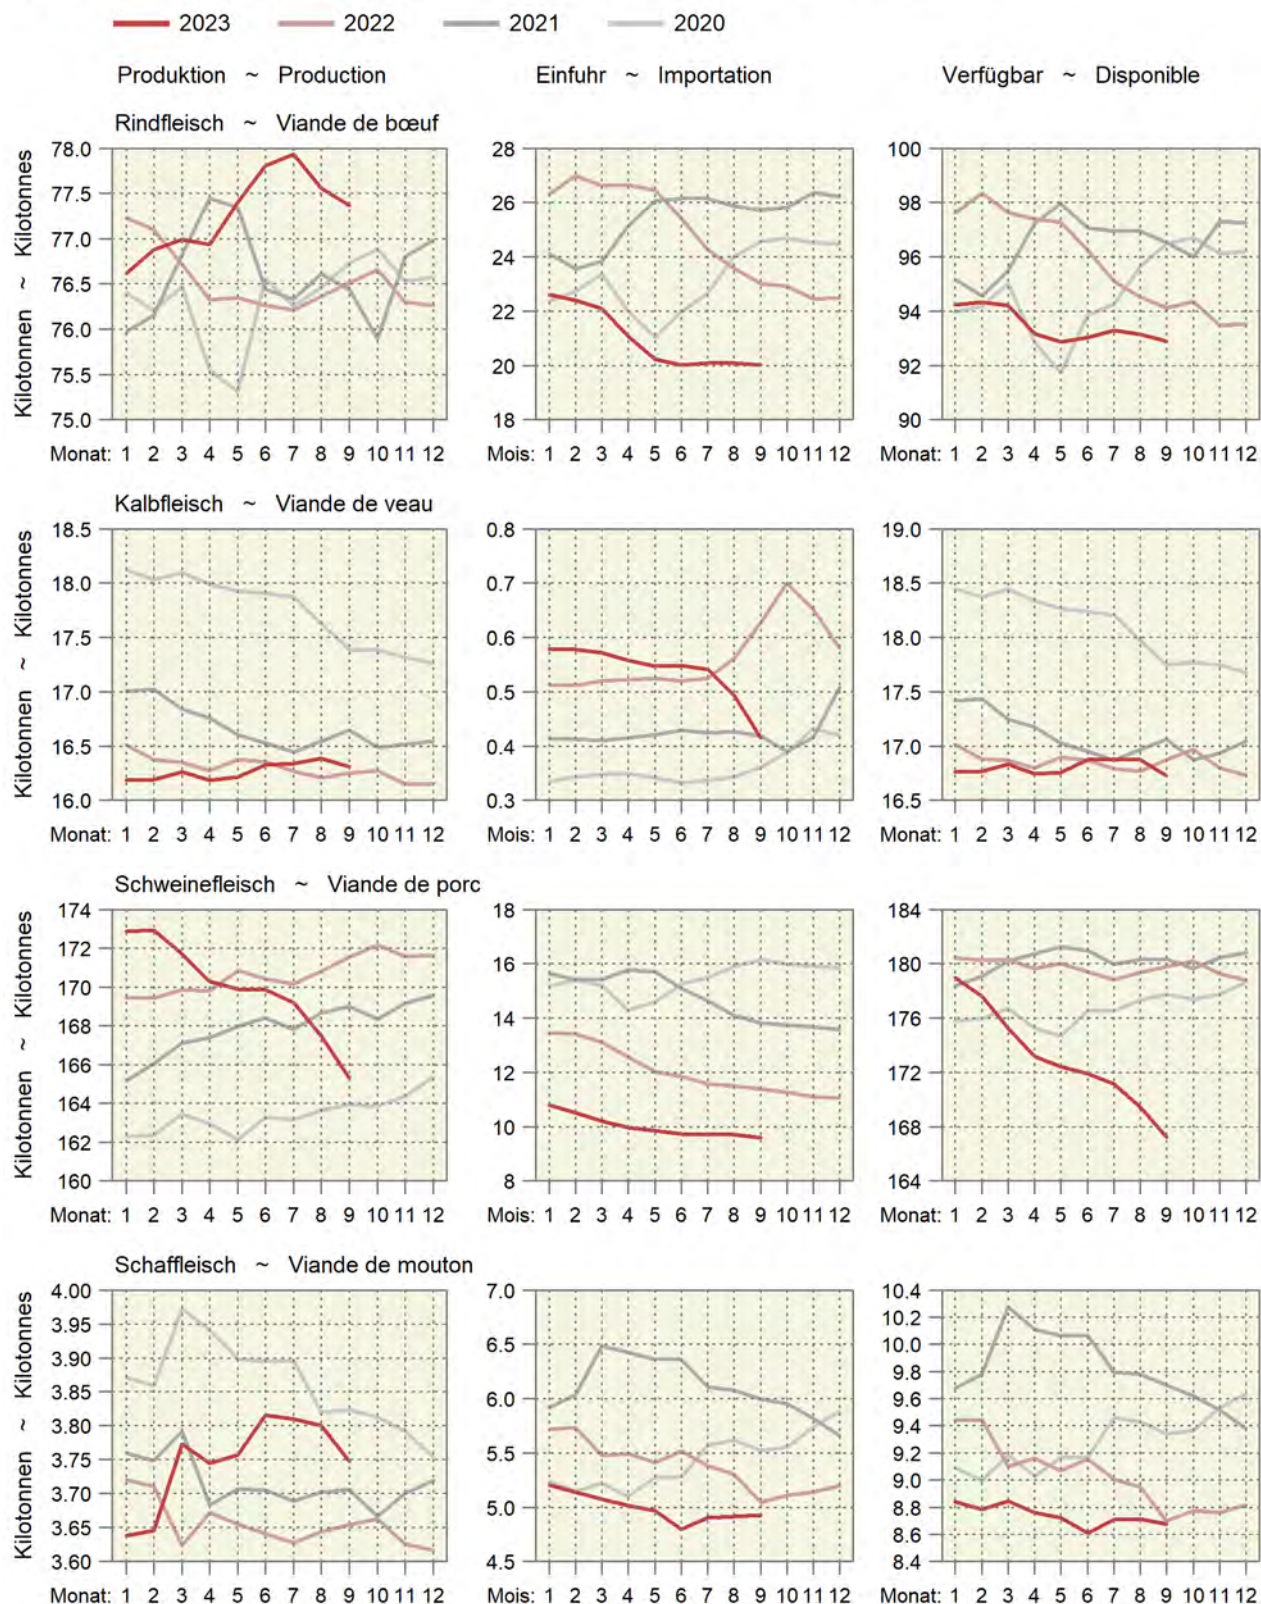 2023 2022 2021 2020
Produktion ~ Production Einfuhr ~ Importation Verfügbar ~ Disponible
Rindfleisch ~ Viande de bœuf
Kilotonnen ~ Kilotonnes
78.0 28 100
77.5 26 98
77.0 24 96
76.5
76.0 22 94
75.5 20 92
75.0 18 90
Monat: 1 2 3 4 5 6 7 8 9 10 11 12 Mois: 1 2 3 4 5 6 7 8 9 10 11 12 Monat: 1 2 3 4 5 6 7 8 9 10 11 12
Kalbfleisch ~ Viande de veau
Kilotonnen ~ Kilotonnes
18.5 0.8 19.0
18.0 0.7 18.5
17.5 0.6 18.0
17.0 0.5 17.5
16.5 0.4 17.0
16.0 0.3 16.5
Monat: 1 2 3 4 5 6 7 8 9 10 11 12 Mois: 1 2 3 4 5 6 7 8 9 10 11 12 Monat: 1 2 3 4 5 6 7 8 9 10 11 12
Schweinefleisch ~ Viande de porc
Kilotonnen ~ Kilotonnes
174 18 184
172 16 180
170
168 14 176
166 12 172
164
162 10 168
160 8 164
Monat: 1 2 3 4 5 6 7 8 9 10 11 12 Mois: 1 2 3 4 5 6 7 8 9 10 11 12 Monat: 1 2 3 4 5 6 7 8 9 10 11 12
Schaffleisch ~ Viande de mouton
Kilotonnen ~ Kilotonnes
4.00 7.0 10.4
3.95 10.2
3.90 6.5 10.0
3.85 6.0 9.8
9.6
3.80 9.4
3.75 5.5 9.2
3.70 5.0 9.0
8.8
3.65 8.6
3.60 4.5 8.4
Monat: 1 2 3 4 5 6 7 8 9 10 11 12 Mois: 1 2 3 4 5 6 7 8 9 10 11 12 Monat: 1 2 3 4 5 6 7 8 9 10 11 12